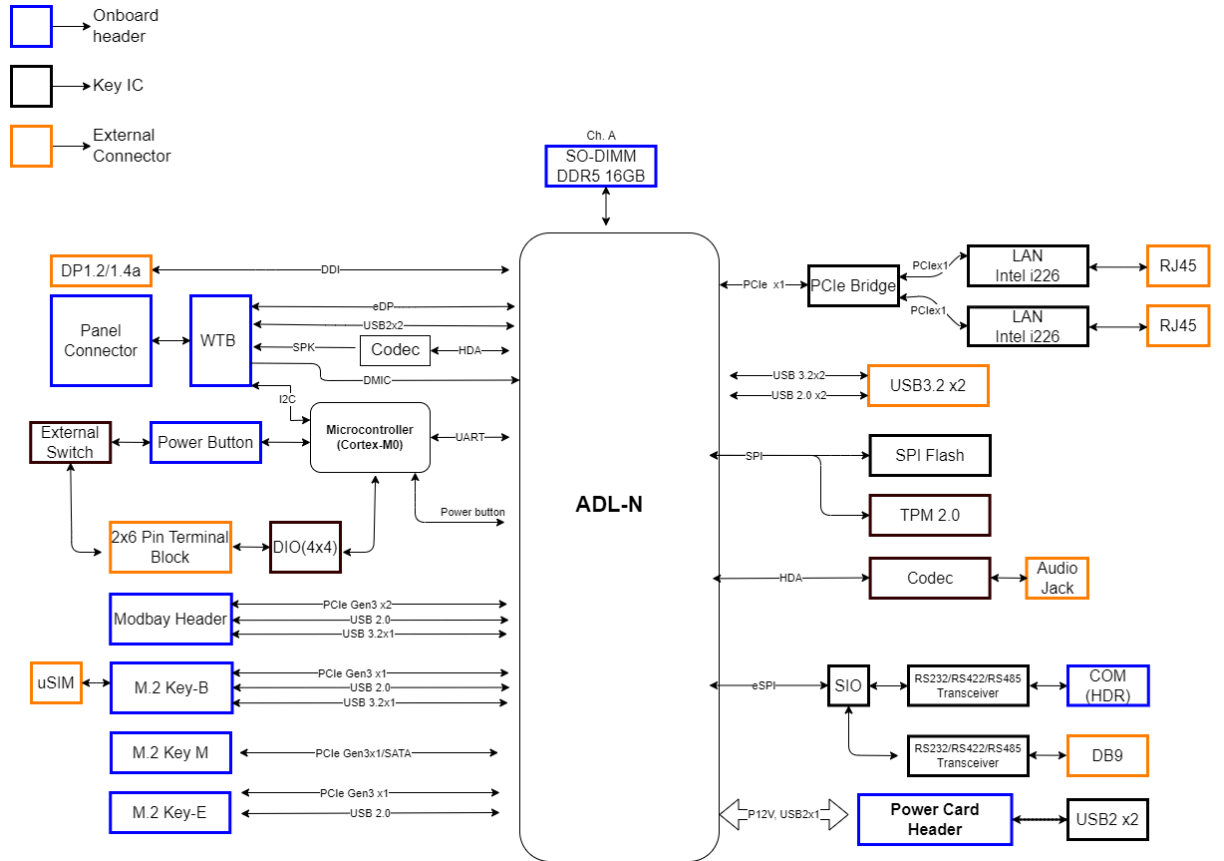 Onboard
header
Key IC
External
Connector
Ch. A
SO-DIMM
DDR5 16GB
DP1.2/1.4a
DDI
Panel
Connector
WTB
eDP
USB2x2
SPK
Codec
HDA
DMIC
I2C
Microcontroller
(Cortex-M0)
UART
External
Switch
Power Button
Power button
2x6 Pin Terminal
Block
DIO(4x4)
Modbay Header
PCIe Gen3 x2
USB 2.0
USB 3.2x1
uSIM
M.2 Key-B
PCIe Gen3 x1
USB 2.0
USB 3.2x1
M.2 Key M
PCIe Gen3x1/SATA
M.2 Key-E
PCIe Gen3 x1
USB 2.0
ADL-N
PCIe x1
PCIe Bridge
PCIex1
PCIex1
LAN
Intel i226
RJ45
LAN
Intel i226
RJ45
USB 3.2x2
USB 2.0 x2
USB3.2 x2
SPI
SPI Flash
TPM 2.0
HDA
Codec
Audio
Jack
eSPI
SIO
RS232/RS422/RS485
Transceiver
COM
(HDR)
RS232/RS422/RS485
Transceiver
DB9
P12V, USB2x1
Power Card
Header
USB2 x2